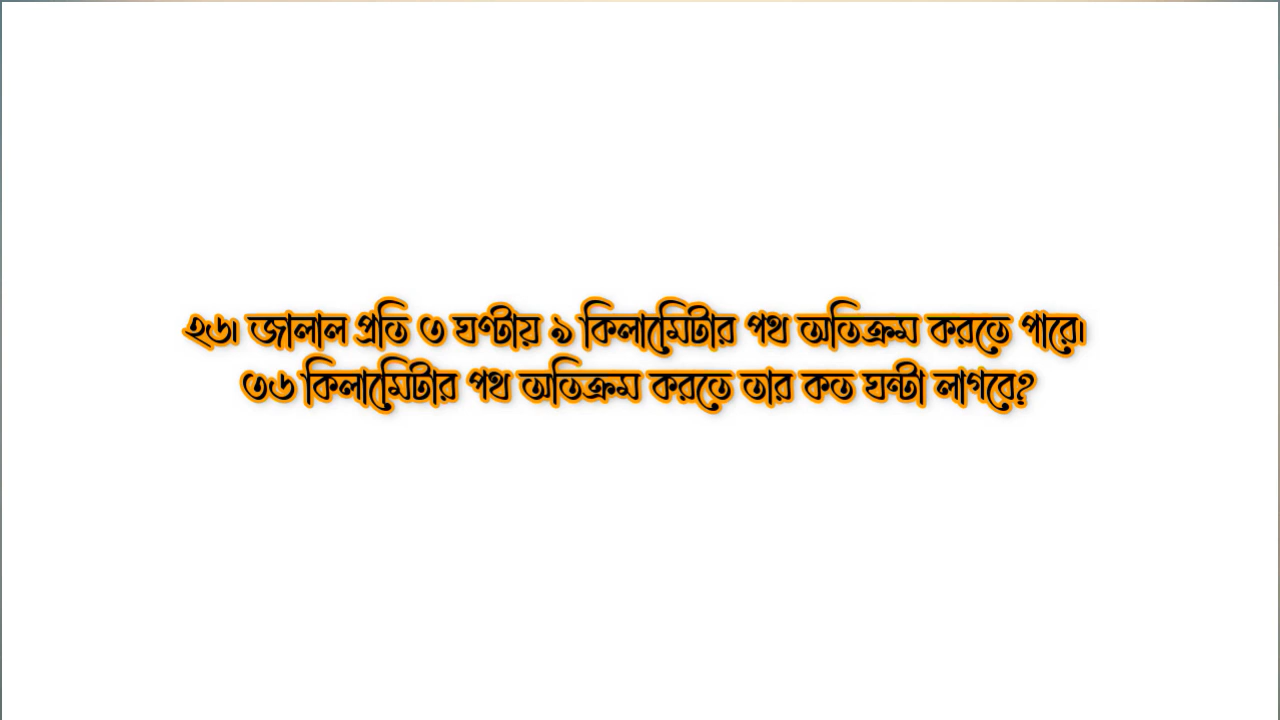 ২৬। জালাল প্রতি ৩ ঘণ্টায় ৯ কিলোমিটার পথ অতিক্রম করতে পারে।
৩৬ কিলোমিটার পথ অতিক্রম করতে তার কত ঘন্টা লাগবে?